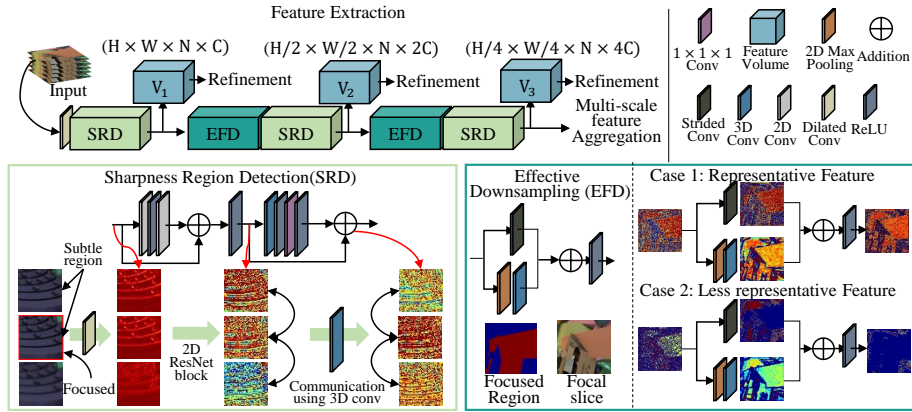 Feature Extraction
(H × W × N × C)
(H/2 × W/2 × N × 2C)
(H/4 × W/4 × N × 4C)
Input
V1
Refinement
V2
Refinement
V3
Refinement
SRD
EFD
SRD
EFD
SRD
Multi-scale
feature
Aggregation
1 × 1 × 1
Conv
Feature
Volume
2D Max
Pooling
Addition
Strided
Conv
3D
Conv
2D
Conv
Dilated
Conv
ReLU
Sharpness Region Detection(SRD)
Subtle
region
Focused
2D
ResNet
block
Communication
using 3D conv
Effective
Downsampling (EFD)
Focused
Region
Focal
slice
Case 1: Representative Feature
Case 2: Less representative Feature